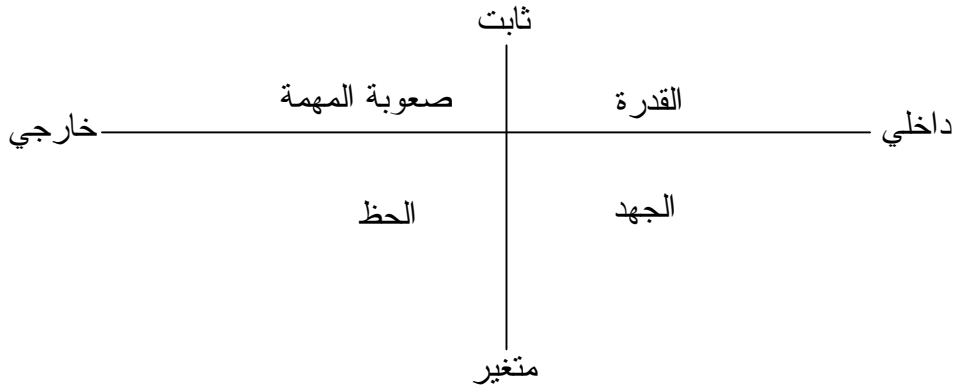 ثابت
القدرة
صعوبة المهمة
داخلي
خارجي
الجهد
الحظ
متغير